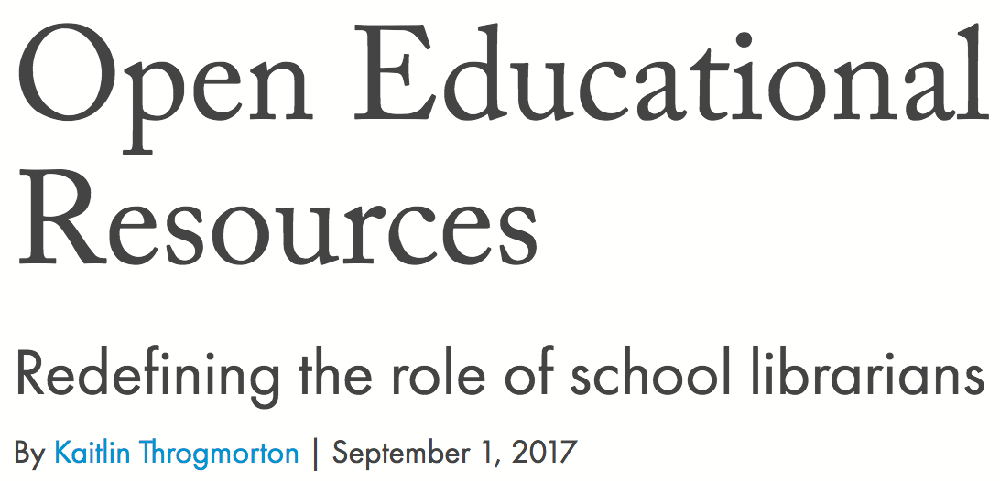 Open Educational
Resources
Redefining the role of school librarians
By Kaitlin Throgmorton | September 1, 2017